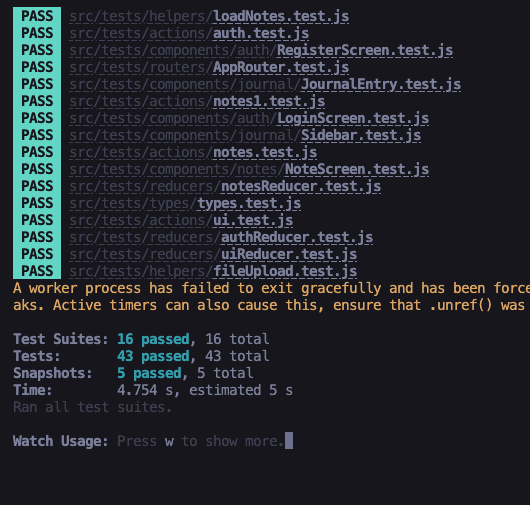 PASS src/tests/helpers/loadNotes.test.js
PASS src/tests/actions/auth.test.js
PASS src/tests/components/auth/RegisterScreen.test.js
PASS src/tests/routers/AppRouter.test.js
PASS src/tests/components/journal/JournalEntry.test.js
PASS src/tests/actions/notes1.test.js
PASS src/tests/components/auth/LoginScreen.test.js
PASS src/tests/components/journal/Sidebar.test.js
PASS src/tests/actions/notes.test.js
PASS src/tests/components/notes/NoteScreen.test.js
PASS src/tests/reducers/notesReducer.test.js
PASS src/tests/types/types.test.js
PASS src/tests/actions/ui.test.js
PASS src/tests/reducers/authReducer.test.js
PASS src/tests/reducers/uiReducer.test.js
PASS src/tests/helpers/fileUpload.test.js
A worker process has failed to exit gracefully and has been force
aks. Active timers can also cause this, ensure that .unref() was
Test Suites: 16 passed, 16 total
Tests: 43 passed, 43 total
Snapshots: 5 passed, 5 total
Time: 4.754 s, estimated 5 s
Ran all test suites.
Watch Usage: Press w to show more.